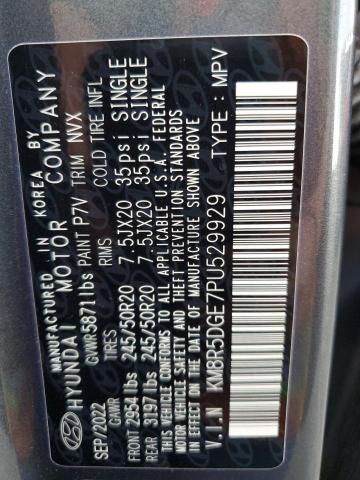 MANUFACTURED IN KOREA BY
HYUNDAI MOTOR COMPANY
GVWR 5871 lbs PAINT P7V TRIM NVX
SEP/2022 GAWR TIRES RIMS COLD TIRE INFL
FRONT 2954 lbs 245/50R20 7.5JX20 35psi SINGLE
REAR 3197 lbs 245/50R20 7.5JX20 35psi SINGLE
THIS VEHICLE CONFORMS TO ALL APPLICABLE U.S.A. FEDERAL
MOTOR VEHICLE SAFETY, BUMPER, AND THEFT PREVENTION STANDARDS
IN EFFECT ON THE DATE OF MANUFACTURE SHOWN ABOVE.
V.I.N KM8R5DGE7PU529929 TYPE: MPV